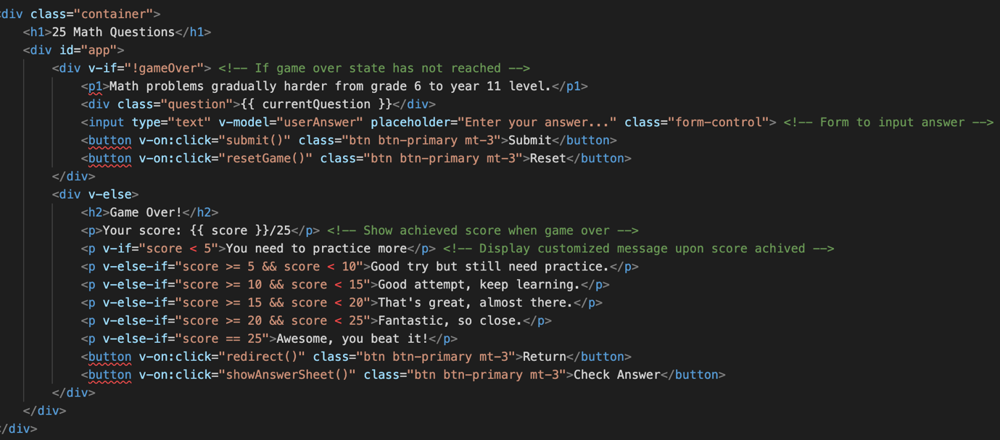 div class="container">
<h1>25 Math Questions</h1>
<div id="app">
<div v-if="!gameOver"> <!-- If game over state has not reached -->
<p1>Math problems gradually harder from grade 6 to year 11 level.</p1>
<div class="question">{{ currentQuestion }}</div>
<input type="text" v-model="userAnswer" placeholder="Enter your answer..." class="form-control"> <!-- Form to input answer -->
<button v-on:click="submit()" class="btn btn-primary mt-3">Submit</button>
<button v-on:click="resetGame()" class="btn btn-primary mt-3">Reset</button>
</div>
<div v-else>
<h2>Game Over!</h2>
<p>Your score: {{ score }}/25</p> <!-- Show achieved score when game over -->
<p v-if="score < 5">You need to practice more</p> <!-- Display customized message upon score achived -->
<p v-else-if="score >= 5 && score < 10">Good try but still need practice.</p>
<p v-else-if="score >= 10 && score < 15">Good attempt, keep learning.</p>
<p v-else-if="score >= 15 && score < 20">That's great, almost there.</p>
<p v-else-if="score >= 20 && score < 25">Fantastic, so close.</p>
<p v-else-if="score == 25">Awesome, you beat it!</p>
<button v-on:click="redirect()" class="btn btn-primary mt-3">Return</button>
<button v-on:click="showAnswerSheet()" class="btn btn-primary mt-3">Check Answer</button>
</div>
</div>
/div>